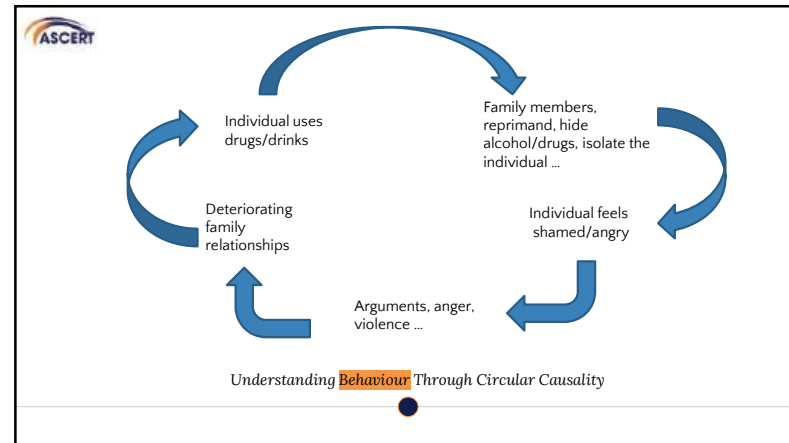 ASCERT
Individual uses
drugs/drinks
Family members,
reprimand, hide
alcohol/drugs, isolate the
individual ...
Individual feels
shamed/angry
Arguments, anger,
violence ...
Deteriorating
family
relationships
Understanding Behaviour Through Circular Causality